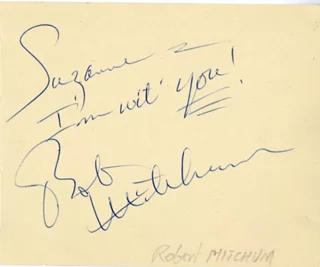 Suzanne –
I'm wit' you!
Bob
Mitchum
Robert MITCHUM